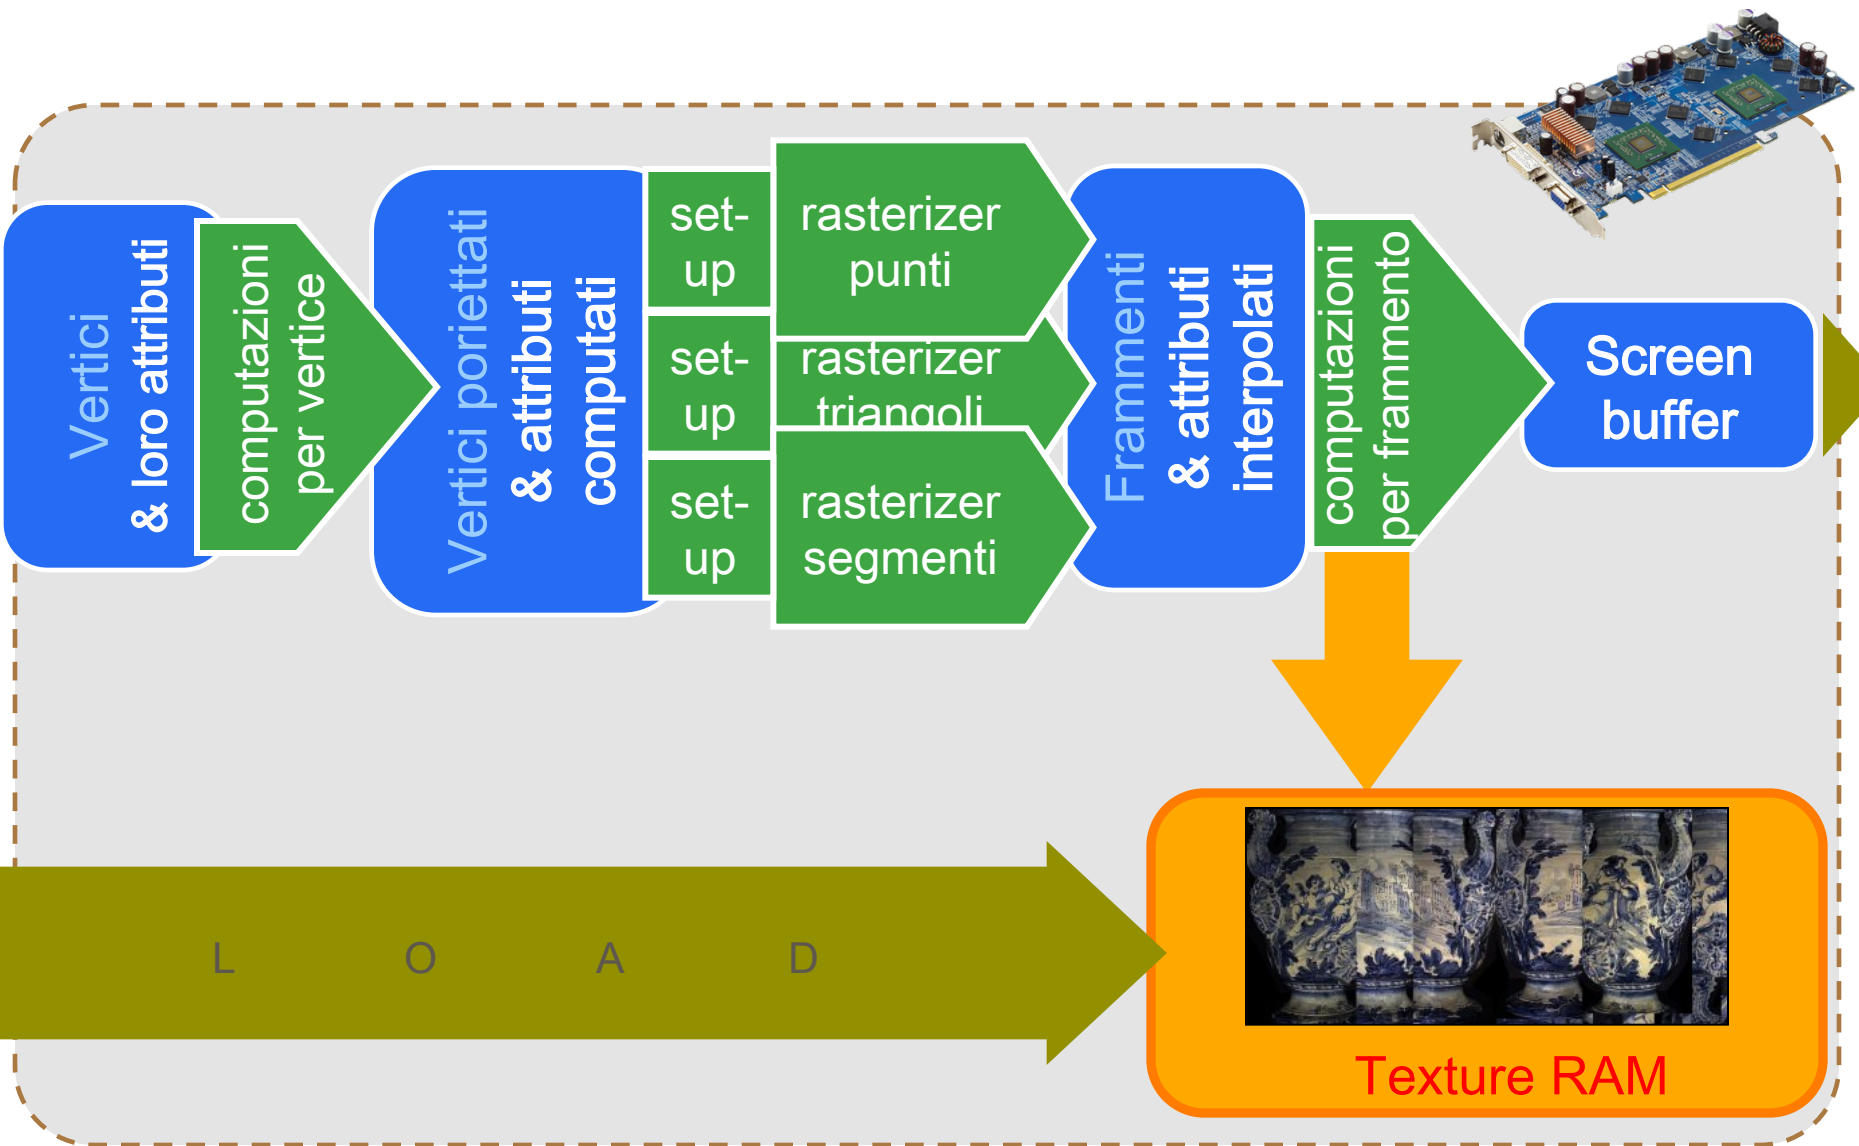 Vertici
& loro attributi
computazioni
per vertice
Vertici poriettati
& attributi
computati
set-
up
rasterizer
punti
set-
up
rasterizer
triangoli
set-
up
rasterizer
segmenti
Frammenti
& attributi
interpolati
computazioni
per frammento
Screen
buffer
L O A D
Texture RAM